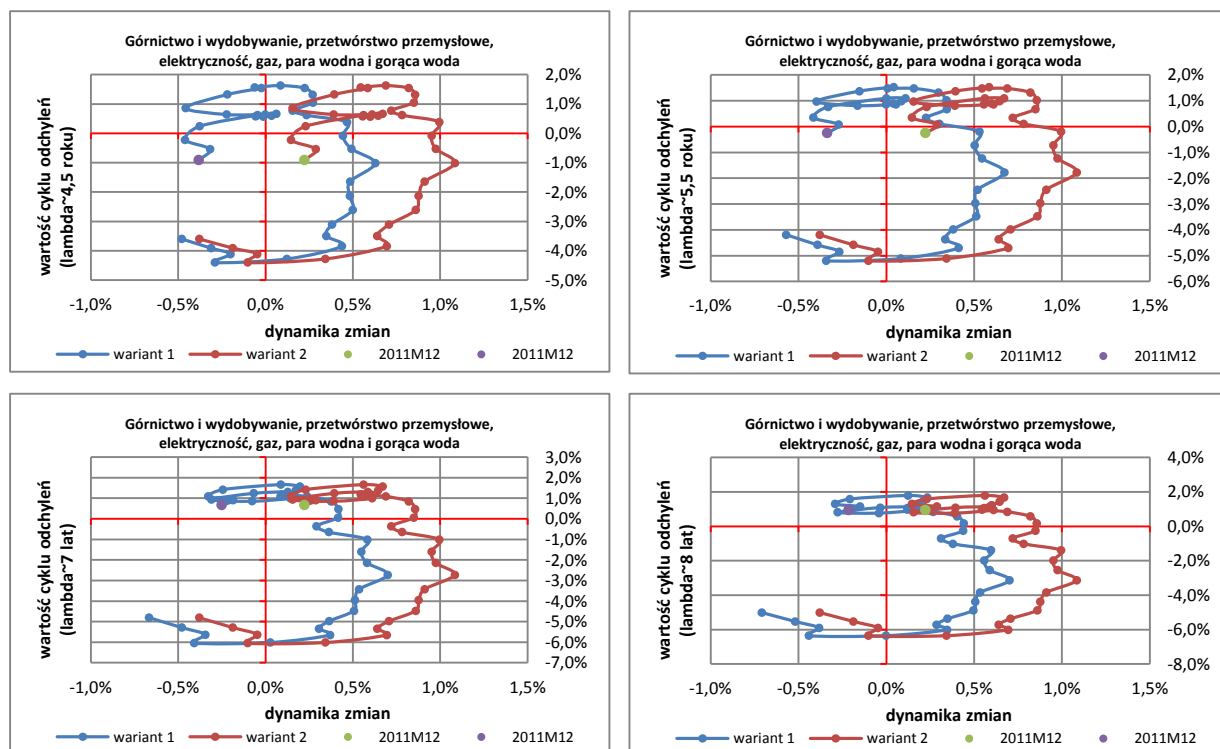 Górnictwo i wydobywanie, przetwórstwo przemysłowe,
elektryczność, gaz, para wodna i gorąca woda
wartość cyklu odchyleń
(lambda~4,5 roku)
2,0%
1,0%
0,0%
-1,0%
-2,0%
-3,0%
-4,0%
-5,0%
-1,0% -0,5% 0,0% 0,5% 1,0% 1,5%
dynamika zmian
wariant 1 wariant 2 2011M12 2011M12
Górnictwo i wydobywanie, przetwórstwo przemysłowe,
elektryczność, gaz, para wodna i gorąca woda
wartość cyklu odchyleń
(lambda~5,5 roku)
2,0%
1,0%
0,0%
-1,0%
-2,0%
-3,0%
-4,0%
-5,0%
-6,0%
-1,0% -0,5% 0,0% 0,5% 1,0% 1,5%
dynamika zmian
wariant 1 wariant 2 2011M12 2011M12
Górnictwo i wydobywanie, przetwórstwo przemysłowe,
elektryczność, gaz, para wodna i gorąca woda
wartość cyklu odchyleń
(lambda~7 lat)
3,0%
2,0%
1,0%
0,0%
-1,0%
-2,0%
-3,0%
-4,0%
-5,0%
-6,0%
-7,0%
-1,0% -0,5% 0,0% 0,5% 1,0% 1,5%
dynamika zmian
wariant 1 wariant 2 2011M12 2011M12
Górnictwo i wydobywanie, przetwórstwo przemysłowe,
elektryczność, gaz, para wodna i gorąca woda
wartość cyklu odchyleń
(lambda~8 lat)
4,0%
2,0%
0,0%
-2,0%
-4,0%
-6,0%
-8,0%
-1,0% -0,5% 0,0% 0,5% 1,0% 1,5%
dynamika zmian
wariant 1 wariant 2 2011M12 2011M12